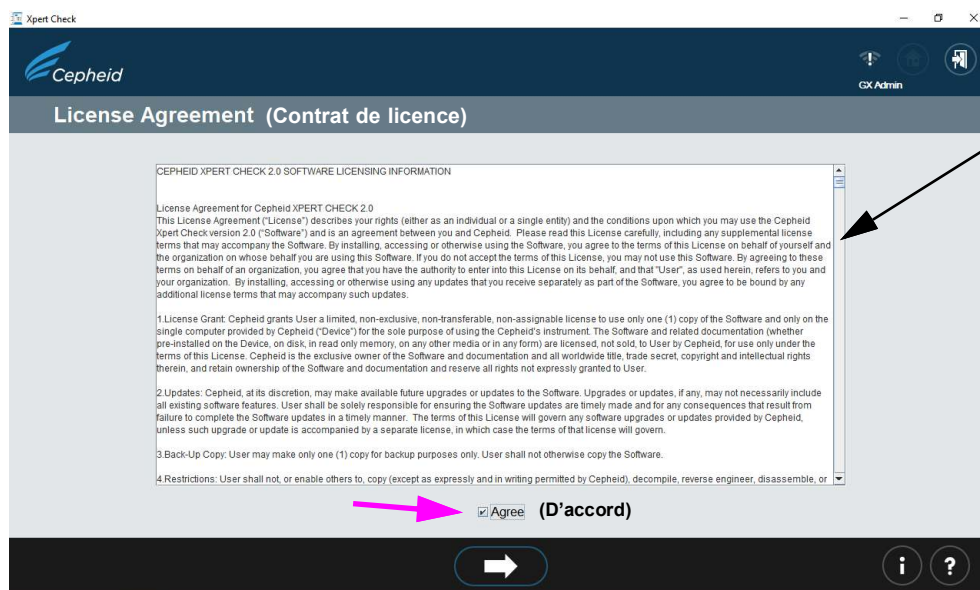 Xpert Check
Cepheid
GX Admin
License Agreement (Contrat de licence)
CEPHEID XPERT CHECK 2.0 SOFTWARE LICENSING INFORMATION
License Agreement for Cepheid XPERT CHECK 2.0
This License Agreement ("License") describes your rights (either as an individual or a single entity) and the conditions upon which you may use the Cepheid
Xpert Check version 2.0 ("Software") and is an agreement between you and Cepheid. Please read this License carefully, including any supplemental license
terms that may accompany the Software. By installing, accessing or otherwise using the Software, you agree to the terms of this License on behalf of yourself and
the organization on whose behalf you are using this Software. If you do not accept the terms of this License, you may not use this Software. By agreeing to these
terms on behalf of an organization, you agree that you have the authority to enter into this License on its behalf, and that "User", as used herein, refers to you and
your organization. By installing, accessing or otherwise using any updates that you receive separately as part of the Software, you agree to be bound by any
additional license terms that may accompany such updates.
1.License Grant: Cepheid grants User a limited, non-exclusive, non-transferable, non-assignable license to use only one (1) copy of the Software and only on the
single computer provided by Cepheid ("Device") for the sole purpose of using the Cepheid's instrument. The Software and related documentation (whether
pre-installed on the Device, on disk, in read only memory, on any other media or in any form) are licensed, not sold, to User by Cepheid, for use only under the
terms of this License. Cepheid is the exclusive owner of the Software and documentation and all worldwide title, trade secret, copyright and intellectual rights
therein, and retain ownership of the Software and documentation and reserve all rights not expressly granted to User.
2.Updates: Cepheid, at its discretion, may make available future upgrades or updates to the Software. Upgrades or updates, if any, may not necessarily include
all existing software features. User shall be solely responsible for ensuring the Software updates are timely made and for any consequences that result from
failure to complete the Software updates in a timely manner. The terms of this License will govern any software upgrades or updates provided by Cepheid,
unless such upgrade or update is accompanied by a separate license, in which case the terms of that license will govern.
3.Back-Up Copy: User may make only one (1) copy for backup purposes only. User shall not otherwise copy the Software.
4.Restrictions: User shall not, or enable others to, copy (except as expressly and in writing permitted by Cepheid), decompile, reverse engineer, disassemble, or
Agree (D'accord)
i ?